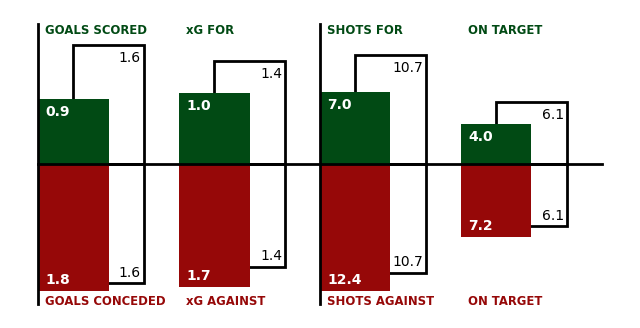 GOALS SCORED xG FOR SHOTS FOR ON TARGET
1.6 1.4 10.7 6.1
0.9 1.0 7.0 4.0
1.8 1.7 12.4 7.2
1.6 1.4 10.7 6.1
GOALS CONCEDED xG AGAINST SHOTS AGAINST ON TARGET